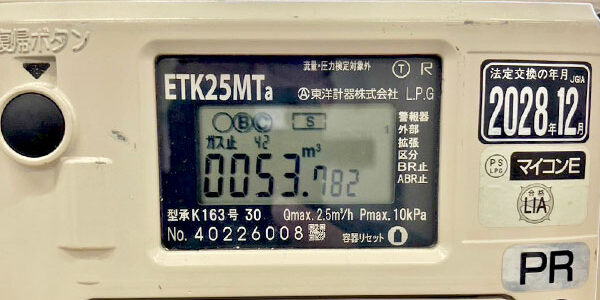 復帰ボタン
流量・圧力検定対象外 Ⓣ R
ETK25MTa
東洋計器株式会社 L.P.G
B C S
ガス止 42
警報器
外部
拡張
区分
BR止
ABR止
0053.782 m³
型承K163号 30 Qmax. 2.5m³/h Pmax. 10kPa
No. 40226008 容器リセット
法定交換の年月 JGIA
2028年12月
PS LPG マイコンE
合格
LIA
PR